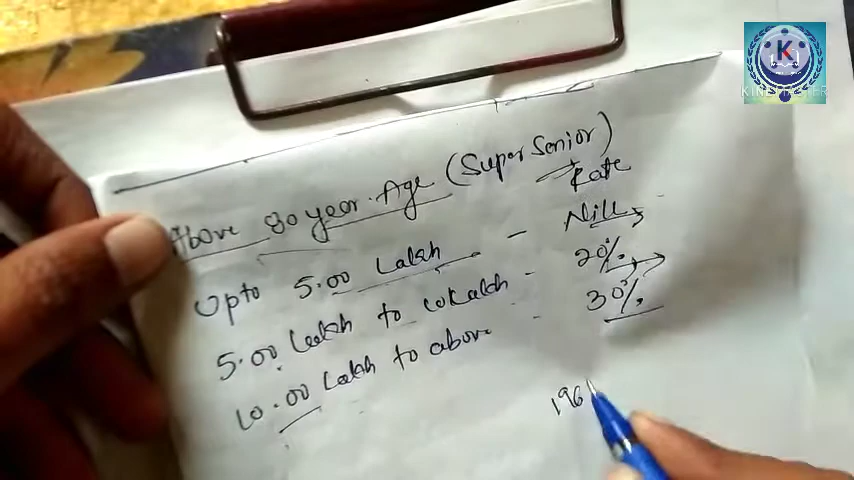 KINEMASTER
K
Above 80 year. Age (Super Senior)
Rate
Upto 5.00 Lakh - Nill
5.00 Lakh to 10 Lakh - 20%.
10.00 Lakh to above - 30%.
196